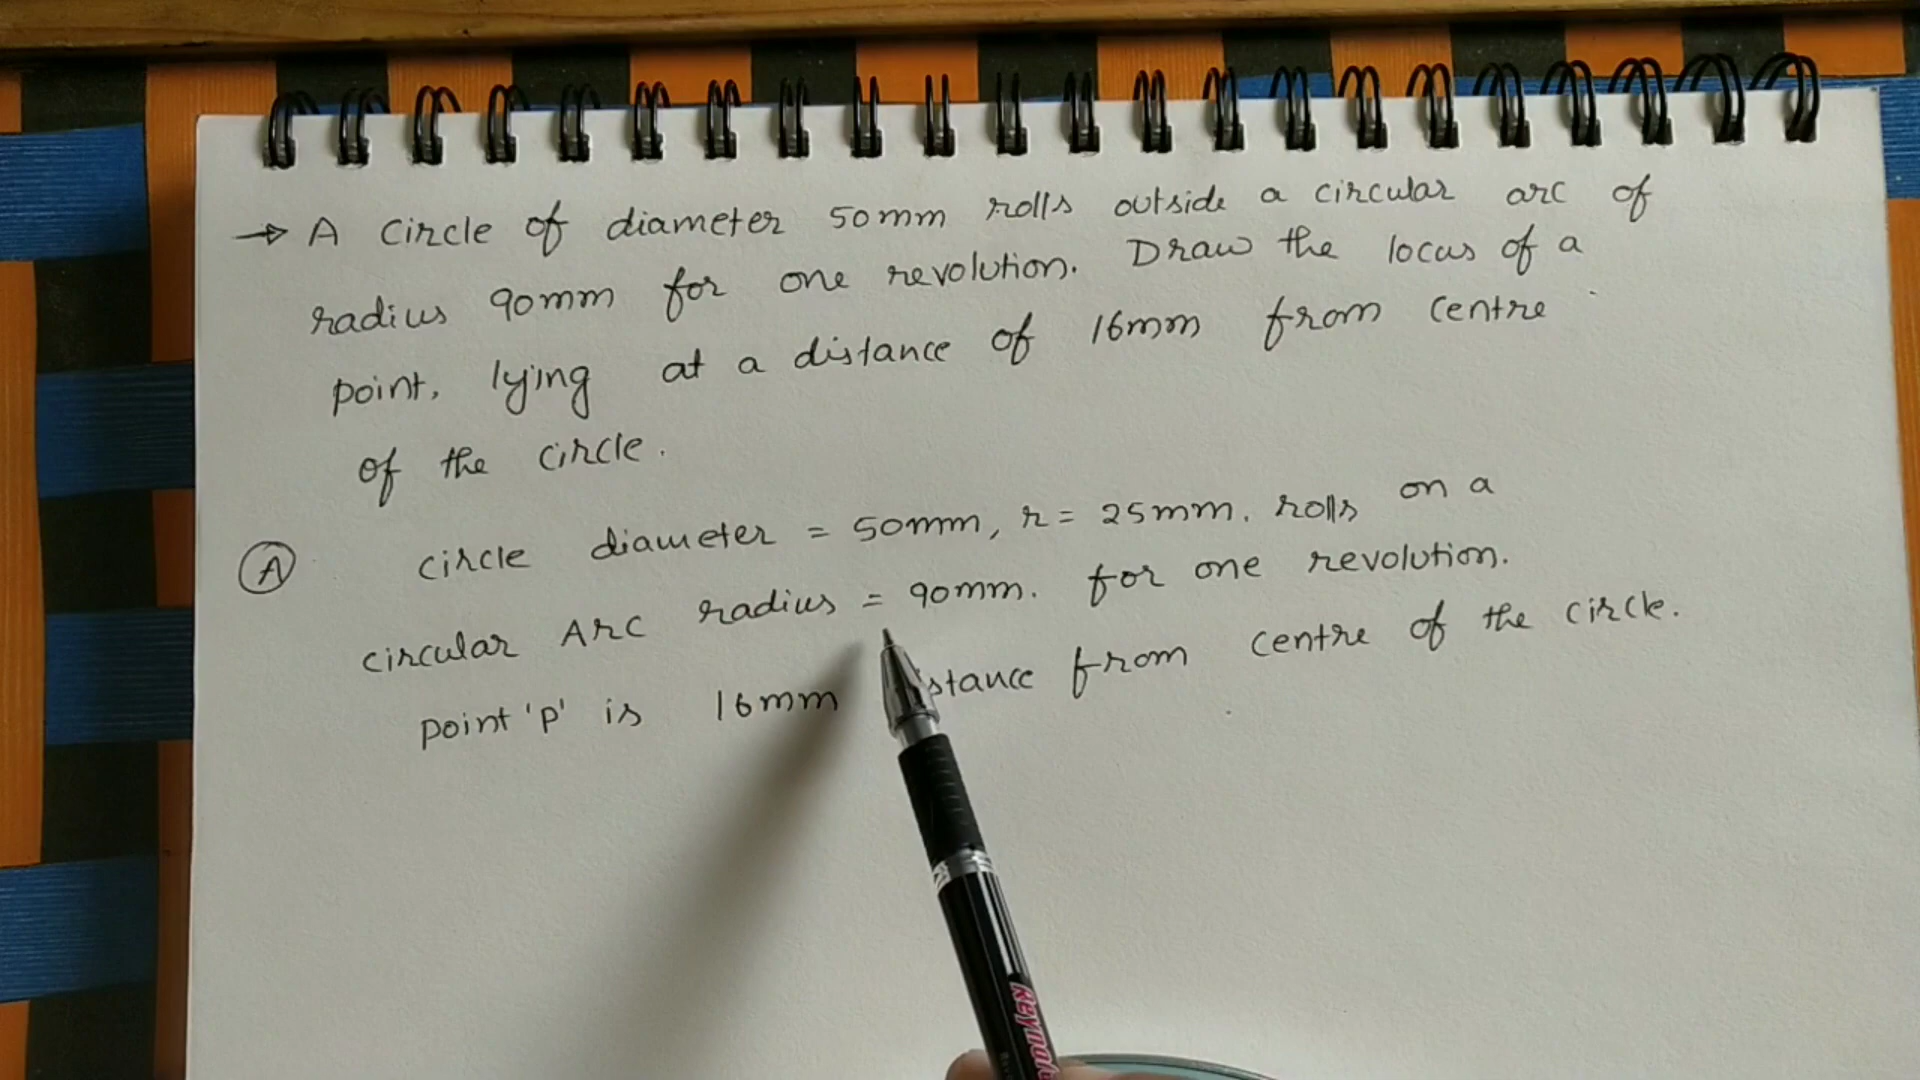 → A circle of diameter 50mm rolls outside a circular arc of
radius 90mm for one revolution. Draw the locus of a
point, lying at a distance of 16mm from centre
of the circle.
A circle diameter = 50mm, r = 25mm. rolls on a
circular Arc radius = 90mm. for one revolution.
point 'p' is 16mm stance from centre of the circle.